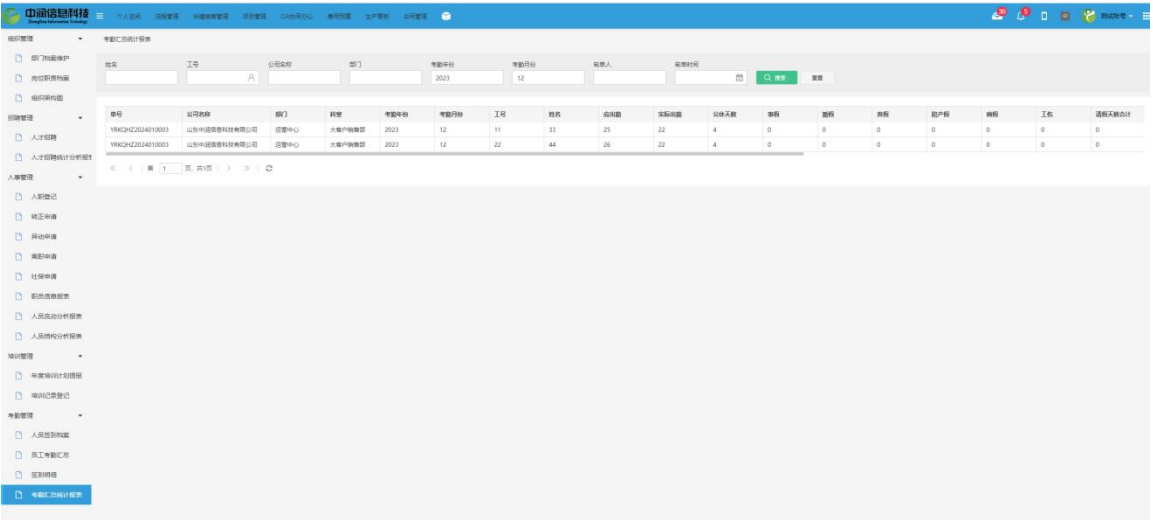 中润信息科技
个人空间 流程管理 项目管理 OA协同办公 费用预算 生产制造 合同管理
30 5 测试账号
组织管理
考勤汇总统计报表
部门档案维护
岗位职责档案
组织架构图
招聘管理
人才招聘
人才招聘统计分析报
人事管理
入职登记
转正申请
异动申请
离职申请
社保申请
职员信息报表
人员流动分析报表
人员结构分析报表
培训管理
年度培训计划提报
培训记录登记
考勤管理
人员签到档案
员工考勤汇总
签到明细
考勤汇总统计报表
姓名 工号 公司名称 部门 考勤年份 考勤月份 制单人 制单时间
2023 12 搜索 重置
单号 公司名称 部门 科室 考勤年份 考勤月份 工号 姓名 应出勤 实际出勤 公休天数 事假 婚假 丧假 陪产假 病假 工伤 请假天数合计
YRKQHZ2024010003 山东中润信息科技有限公司 运营中心 大客户销售部 2023 12 11 33 25 22 4 0 0 0 0 0 0 0
YRKQHZ2024010003 山东中润信息科技有限公司 运营中心 大客户销售部 2023 12 22 44 26 22 4 0 0 0 0 0 0 0
第 1 页, 共1页